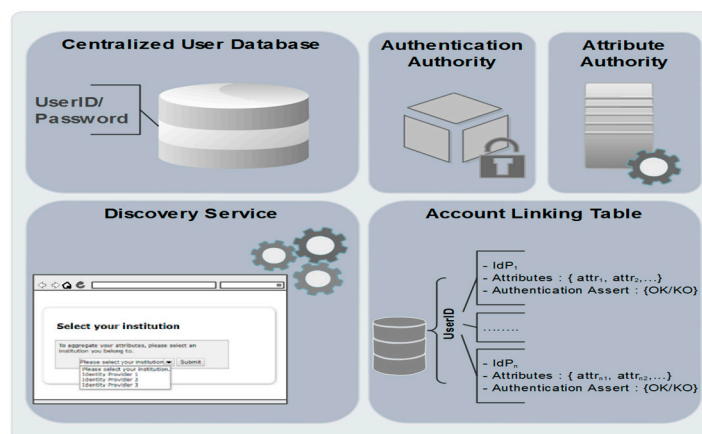 Centralized User Database
UserID/
Password
Authentication
Authority
Attribute
Authority
Discovery Service
Select your institution
To aggregate your attributes, please select an
institution you belong to.
Please select your institution. Submit
Please select your institution.
Identity Provider 1
Identity Provider 2
Identity Provider 3
Account Linking Table
UserID
- IdP₁
- Attributes : { attr₁, attr₂,...}
- Authentication Assert : {OK/KO}
........
- IdPₙ
- Attributes : { attrₙ₁, attrₙ₂,...}
- Authentication Assert : {OK/KO}